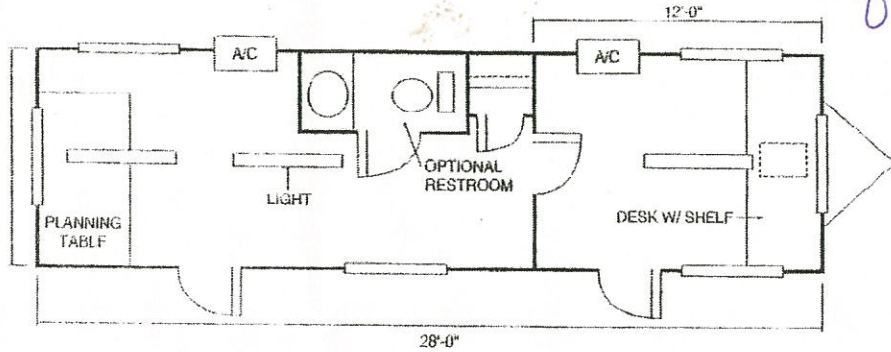 12'-0"
A/C
A/C
OPTIONAL
RESTROOM
LIGHT
PLANNING
TABLE
DESK W/ SHELF
28'-0"